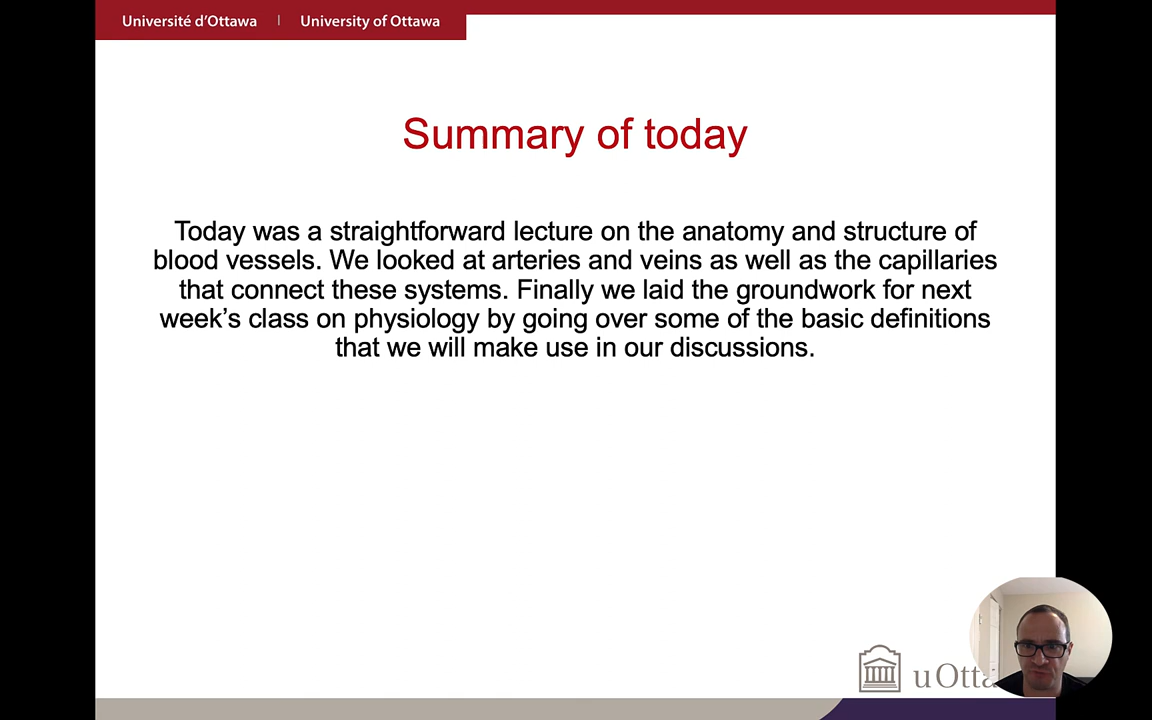 Université d'Ottawa | University of Ottawa
Summary of today
Today was a straightforward lecture on the anatomy and structure of
blood vessels. We looked at arteries and veins as well as the capillaries
that connect these systems. Finally we laid the groundwork for next
week's class on physiology by going over some of the basic definitions
that we will make use in our discussions.